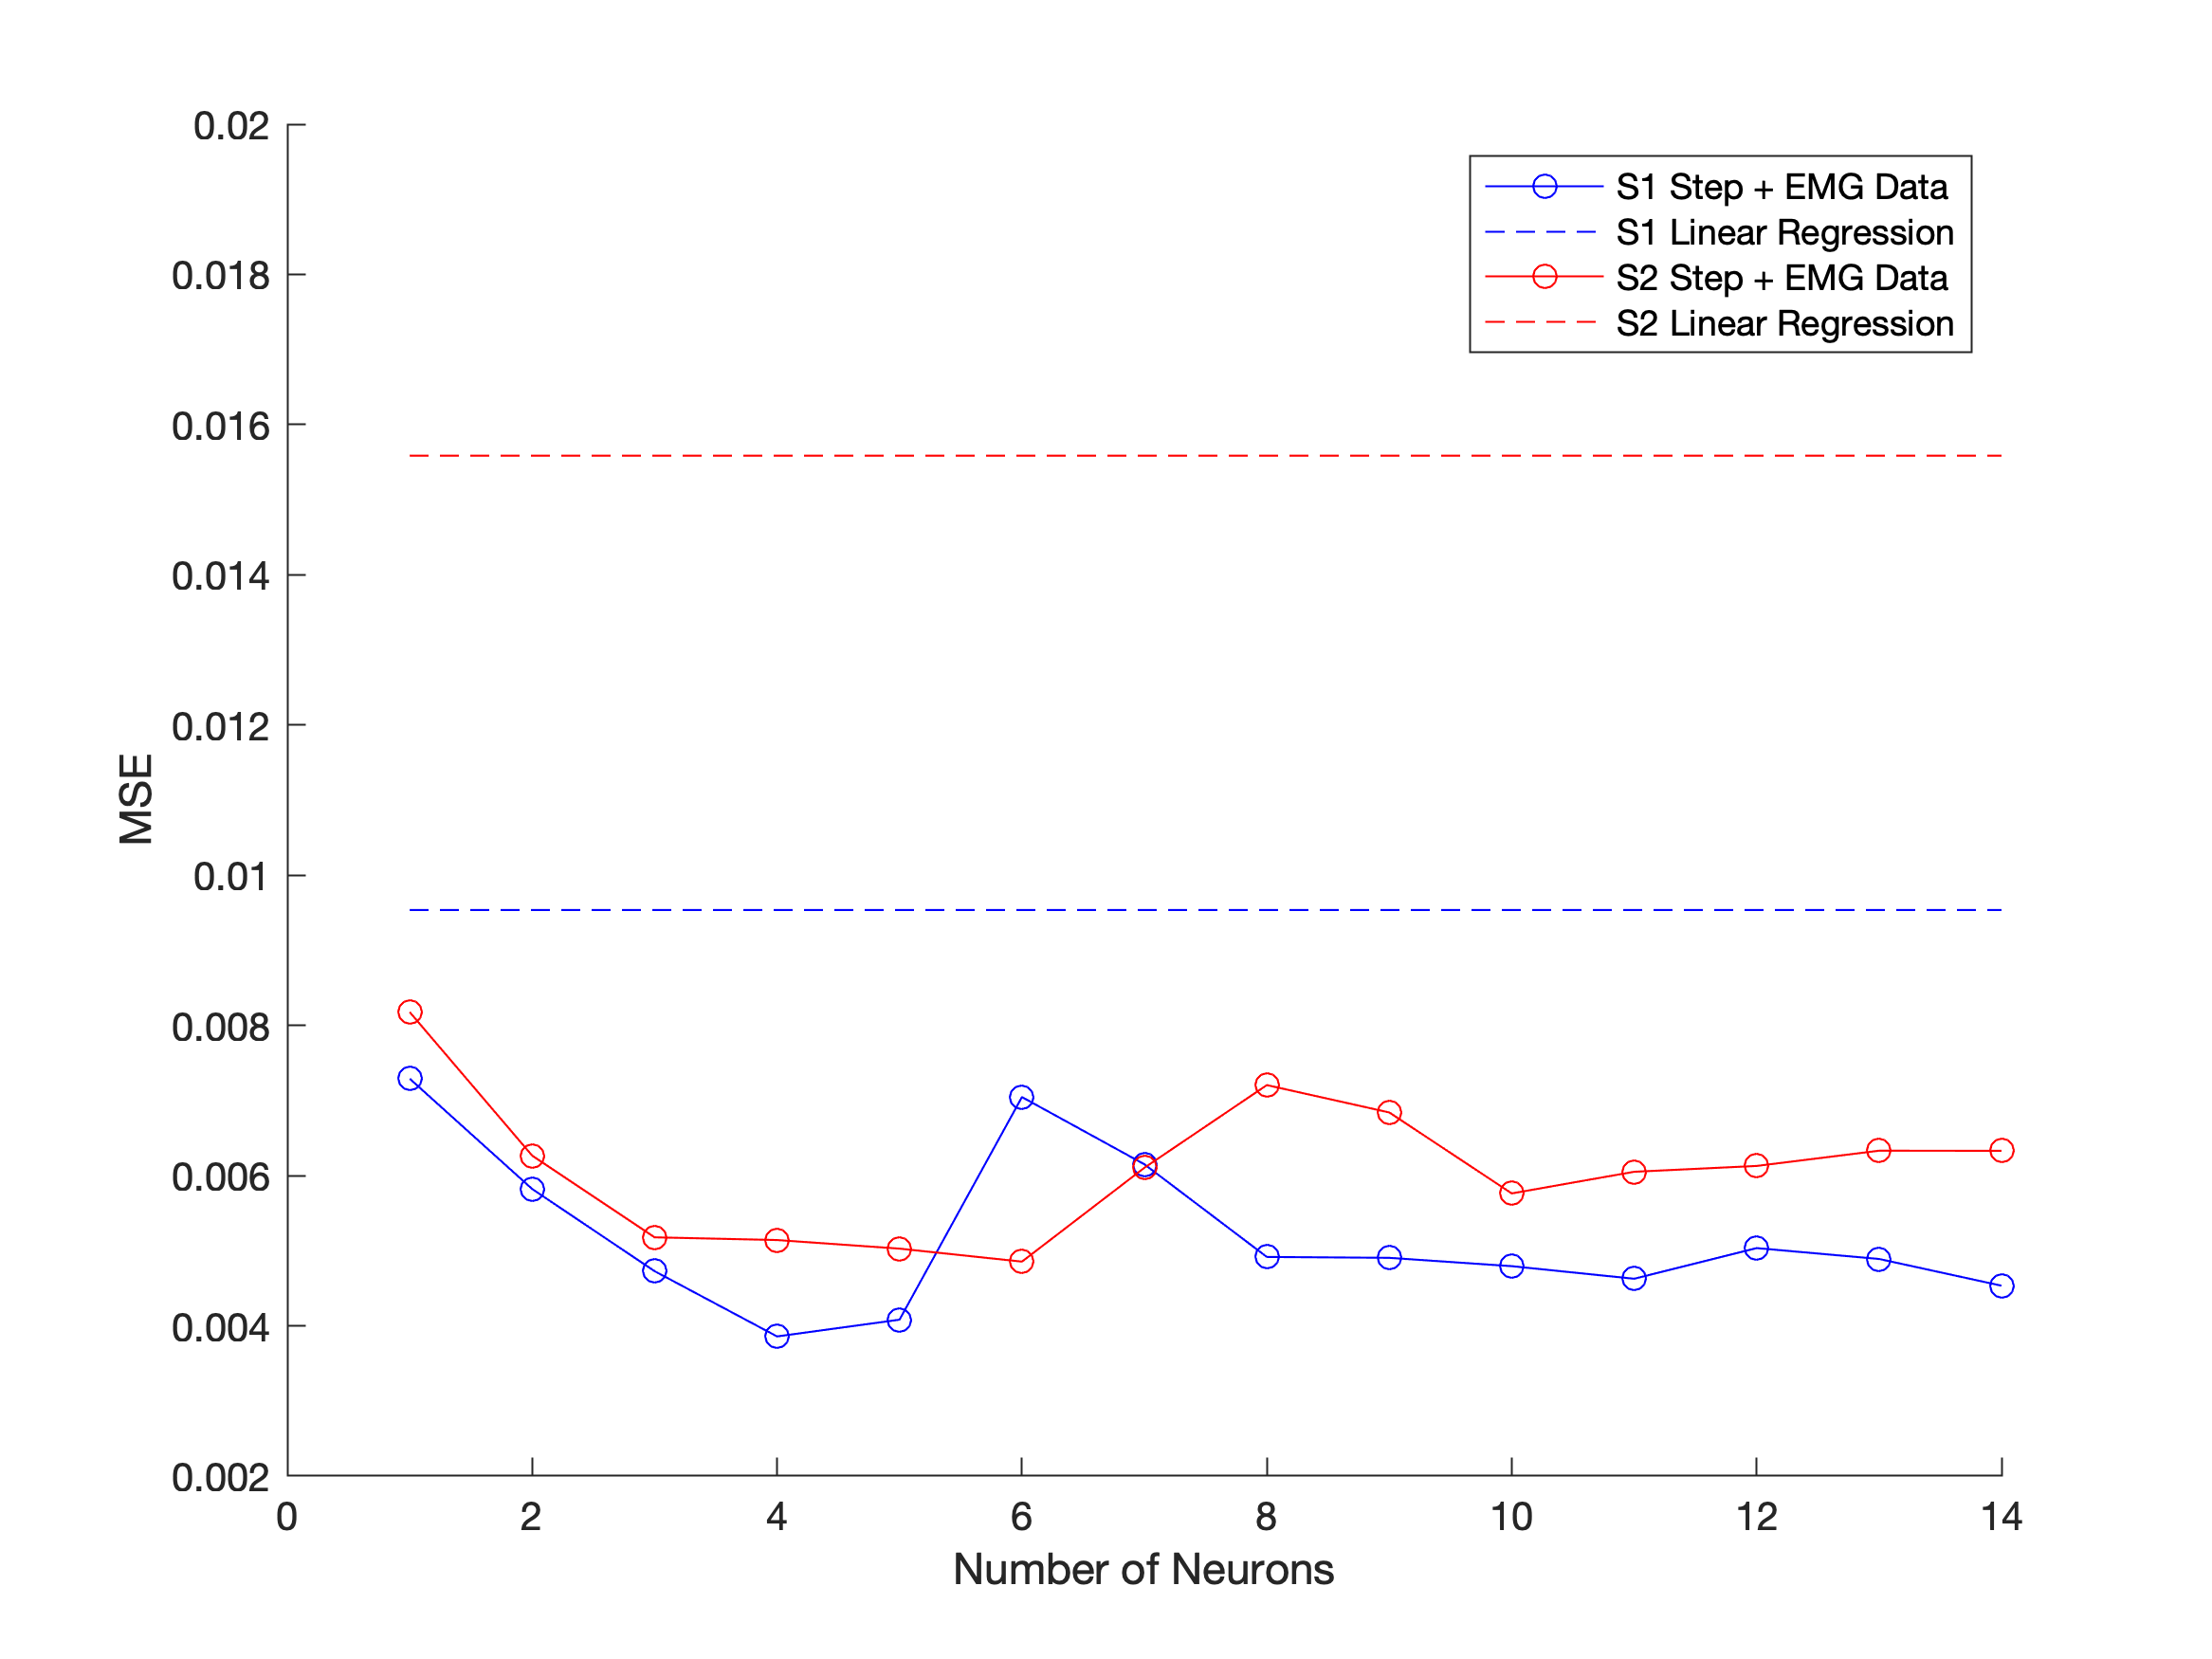 0.02
0.018
0.016
0.014
0.012
0.01
0.008
0.006
0.004
0.002
MSE
S1 Step + EMG Data
S1 Linear Regression
S2 Step + EMG Data
S2 Linear Regression
0 2 4 6 8 10 12 14
Number of Neurons